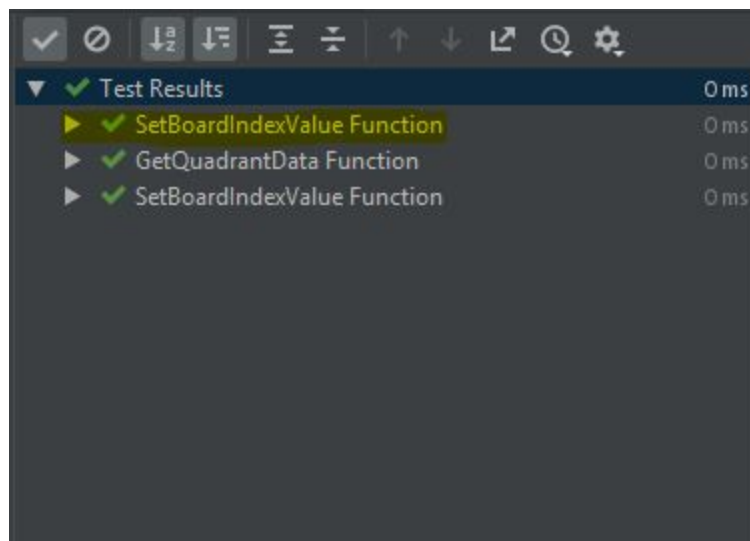 Test Results 0 ms
SetBoardIndexValue Function 0 ms
GetQuadrantData Function 0 ms
SetBoardIndexValue Function 0 ms